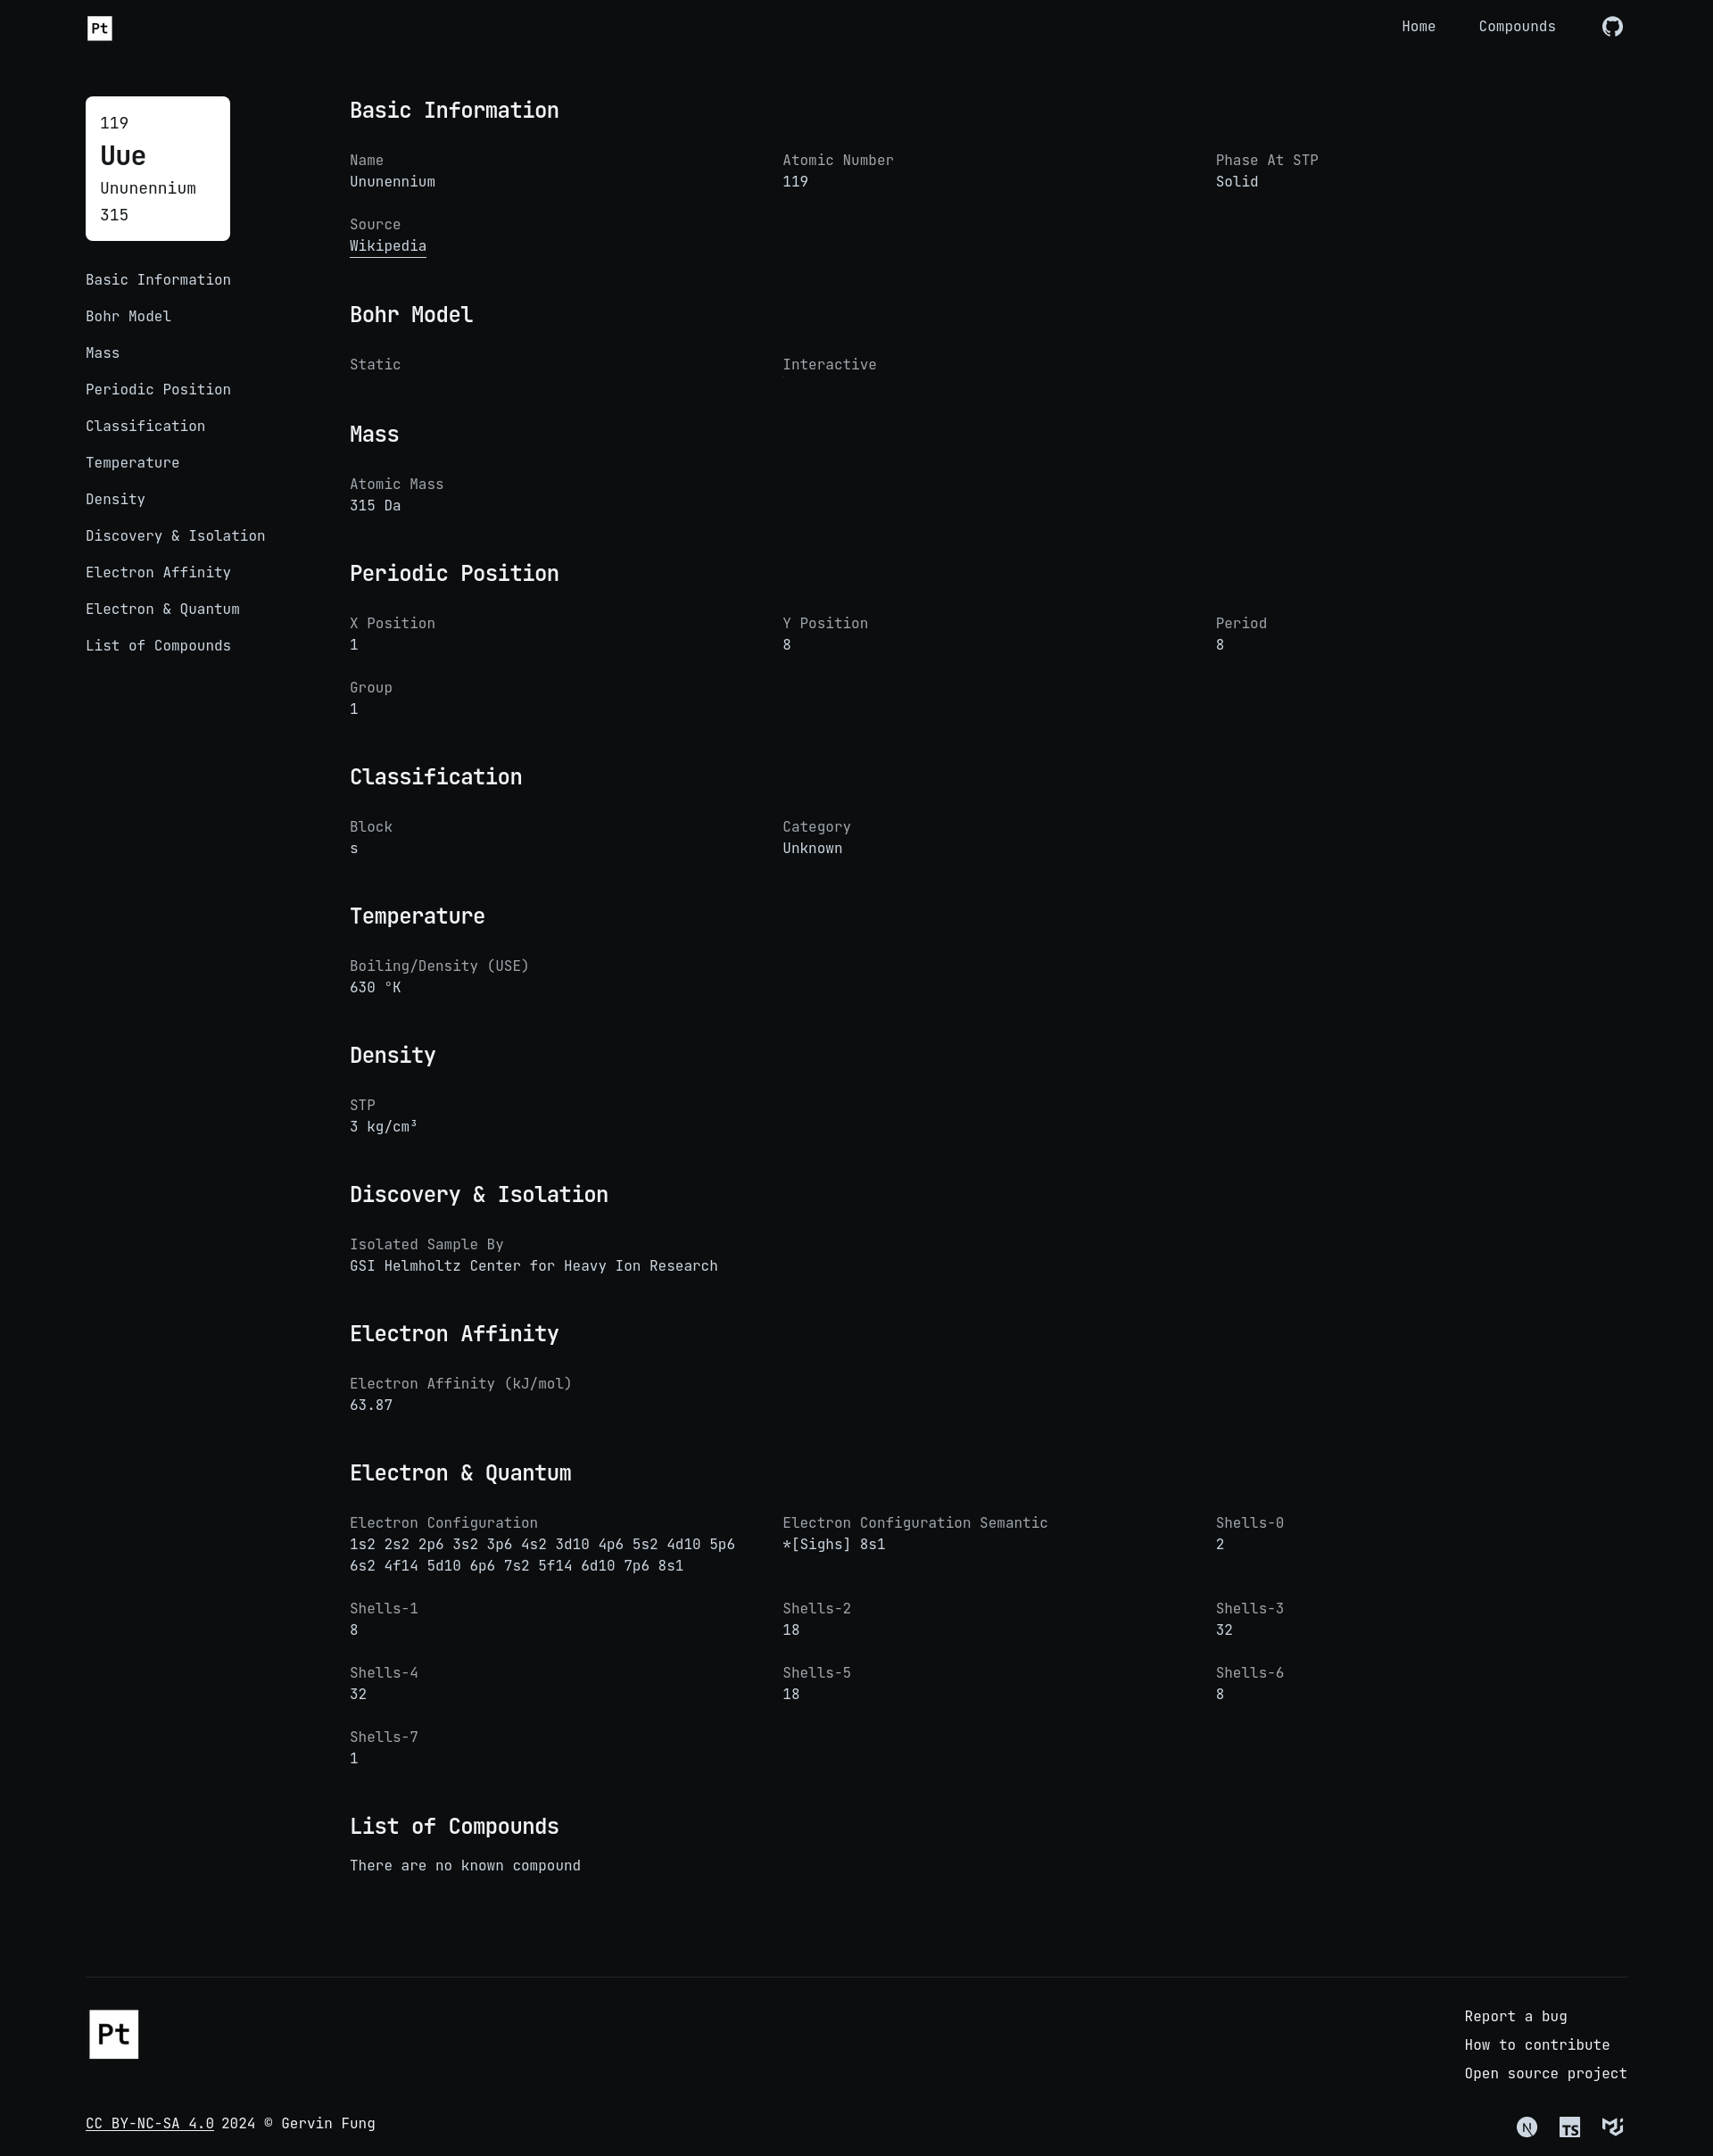 Pt
Home
Compounds
119
Uue
Ununennium
315
Basic Information
Bohr Model
Mass
Periodic Position
Classification
Temperature
Density
Discovery & Isolation
Electron Affinity
Electron & Quantum
List of Compounds
Basic Information
Name
Ununennium
Atomic Number
119
Phase At STP
Solid
Source
Wikipedia
Bohr Model
Static
Interactive
Mass
Atomic Mass
315 Da
Periodic Position
X Position
1
Y Position
8
Period
8
Group
1
Classification
Block
s
Category
Unknown
Temperature
Boiling/Density (USE)
630 °K
Density
STP
3 kg/cm³
Discovery & Isolation
Isolated Sample By
GSI Helmholtz Center for Heavy Ion Research
Electron Affinity
Electron Affinity (kJ/mol)
63.87
Electron & Quantum
Electron Configuration
1s2 2s2 2p6 3s2 3p6 4s2 3d10 4p6 5s2 4d10 5p6
6s2 4f14 5d10 6p6 7s2 5f14 6d10 7p6 8s1
Electron Configuration Semantic
*[Sighs] 8s1
Shells-0
2
Shells-1
8
Shells-2
18
Shells-3
32
Shells-4
32
Shells-5
18
Shells-6
8
Shells-7
1
List of Compounds
There are no known compound
Pt
Report a bug
How to contribute
Open source project
CC BY-NC-SA 4.0 2024 © Gervin Fung
N
TS